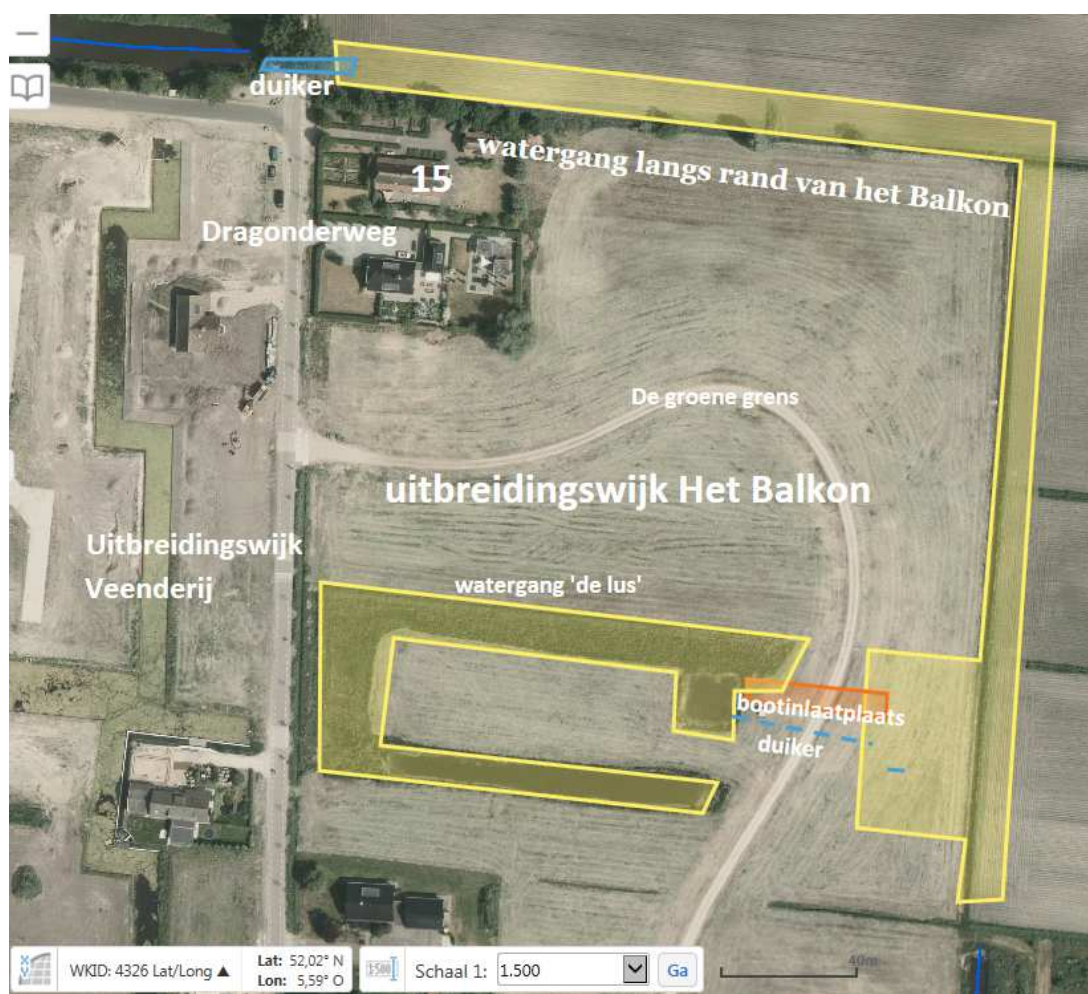 duiker
watergang langs rand van het Balkon
15
Dragonderweg
De groene grens
uitbreidingswijk Het Balkon
Uitbreidingswijk
Veenderij
watergang 'de lus'
bootinlaatplaats
duiker
WKID: 4326 Lat/Long ▲
Lat: 52,02° N
Lon: 5,59° O
1:500
Schaal 1: 1.500
Ga
40m